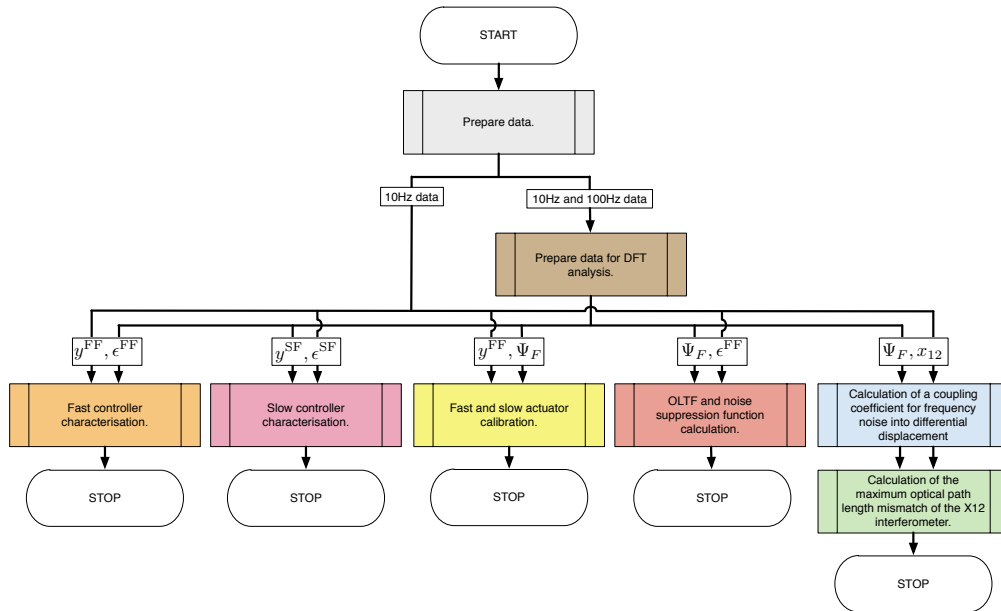 START
Prepare data.
10Hz data
10Hz and 100Hz data
Prepare data for DFT
analysis.
y^FF, ϵ^FF
y^SF, ϵ^SF
y^FF, Ψ_F
Ψ_F, ϵ^FF
Ψ_F, x_12
Fast controller
characterisation.
Slow controller
characterisation.
Fast and slow actuator
calibration.
OLTF and noise
suppression function
calculation.
Calculation of a coupling
coefficient for frequency
noise into differential
displacement
STOP
STOP
STOP
STOP
Calculation of the
maximum optical path
length mismatch of the X12
interferometer.
STOP